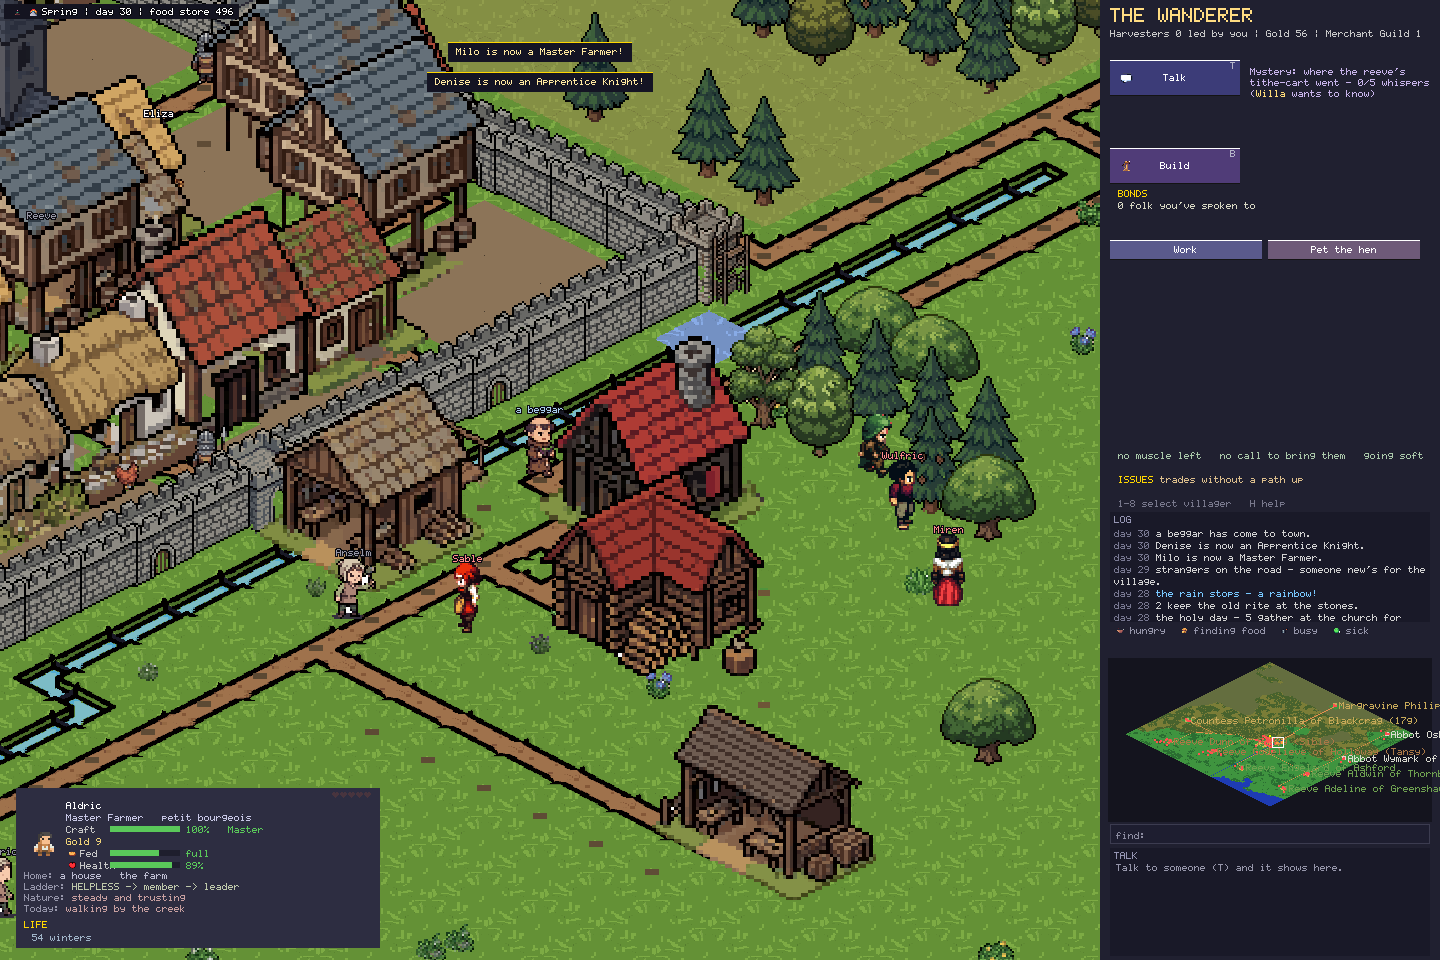 Spring | day 30 | food store 496
Milo is now a Master Farmer!
Denise is now an Apprentice Knight!
Eliza
Reeve
a beggar
Wulfric
Miren
Anselm
Sable
Aldric
Master Farmer petit bourgeois
Craft 100% Master
Gold 9
Fed full
Healt 89%
Home: a house the farm
Ladder: HELPLESS -> member -> leader
Nature: steady and trusting
Today: walking by the creek
LIFE
54 winters
THE WANDERER
Harvesters 0 led by you | Gold 56 | Merchant Guild 1
T
Talk
Mystery: where the reeve's
tithe-cart went - 0/5 whispers
(Willa wants to know)
B
Build
BONDS
0 folk you've spoken to
Work
Pet the hen
no muscle left no call to bring them going soft
ISSUES trades without a path up
1-8 select villager H help
LOG
day 30 a beggar has come to town.
day 30 Denise is now an Apprentice Knight.
day 30 Milo is now a Master Farmer.
day 29 strangers on the road - someone new's for the
village.
day 28 the rain stops - a rainbow!
day 28 2 keep the old rite at the stones.
day 28 the holy day - 5 gather at the church for
hungry finding food busy sick
Margravine Philip
Countess Petronilla of Blackcrag (179)
Abbot Os
(Tansy)
Abbot Wymark of
of Ashford
Reeve Aldwin of Thorn
Reeve Adeline of Greensha
find:
TALK
Talk to someone (T) and it shows here.